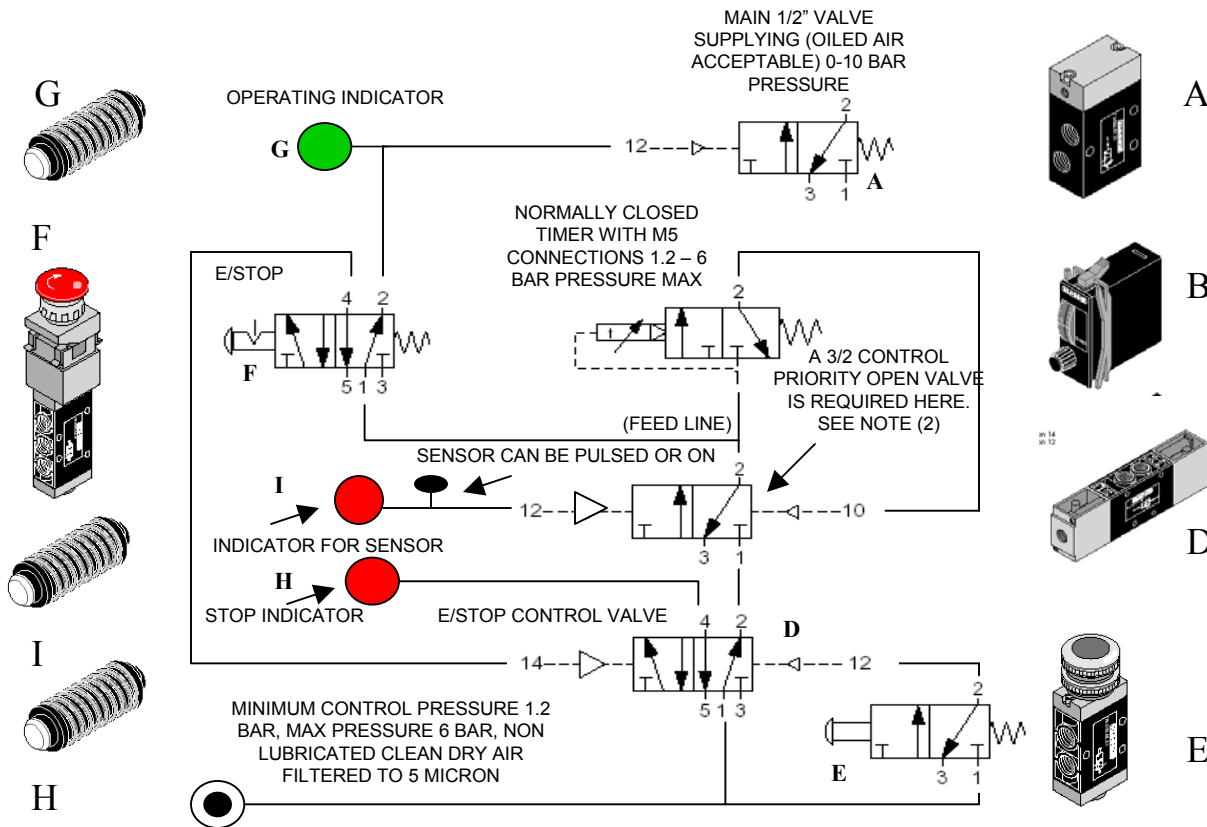 G
F
I
H
OPERATING INDICATOR
G
MAIN 1/2” VALVE
SUPPLYING (OILED AIR
ACCEPTABLE) 0-10 BAR
PRESSURE
2
12
3 1
A
A
E/STOP
4 2
F
5 1 3
NORMALLY CLOSED
TIMER WITH M5
CONNECTIONS 1.2 – 6
BAR PRESSURE MAX
2
t
B
A 3/2 CONTROL
PRIORITY OPEN VALVE
IS REQUIRED HERE.
SEE NOTE (2)
(FEED LINE)
SENSOR CAN BE PULSED OR ON
I
2
12
10
3 1
INDICATOR FOR SENSOR
H
STOP INDICATOR
E/STOP CONTROL VALVE
4 2
D
14
12
5 1 3
on 14
on 12
D
MINIMUM CONTROL PRESSURE 1.2
BAR, MAX PRESSURE 6 BAR, NON
LUBRICATED CLEAN DRY AIR
FILTERED TO 5 MICRON
2
E
3 1
E